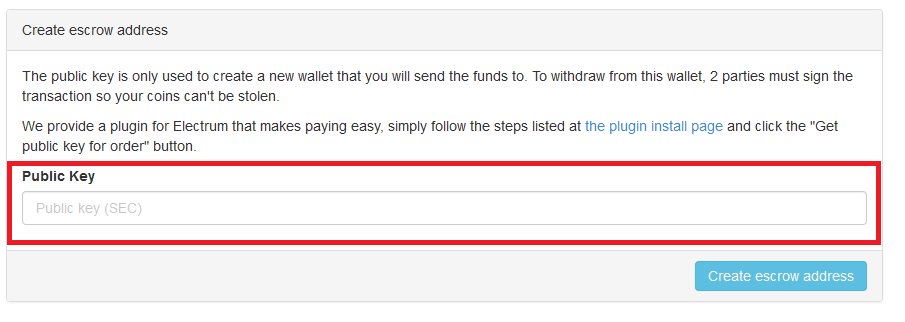 Create escrow address
The public key is only used to create a new wallet that you will send the funds to. To withdraw from this wallet, 2 parties must sign the
transaction so your coins can't be stolen.
We provide a plugin for Electrum that makes paying easy, simply follow the steps listed at the plugin install page and click the "Get
public key for order" button.
Public Key
Public key (SEC)
Create escrow address